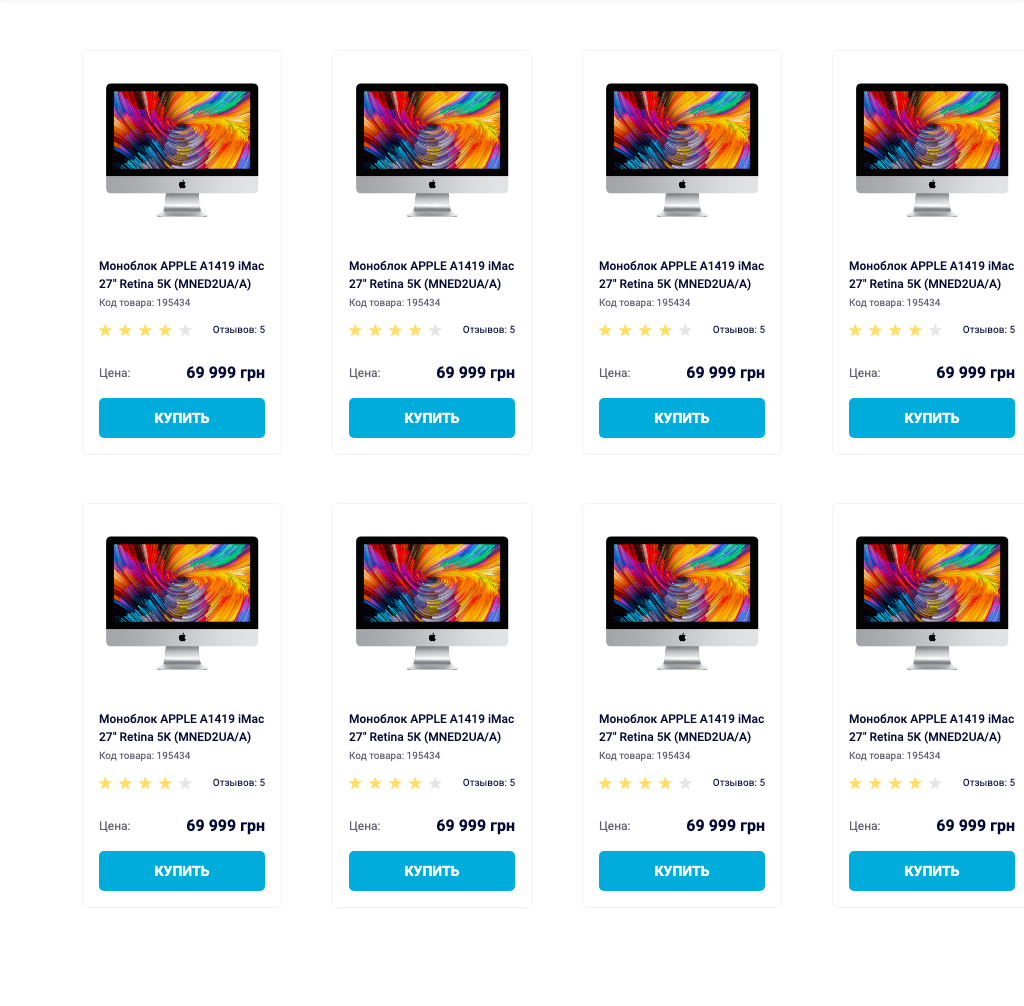 Моноблок APPLE A1419 iMac
27" Retina 5K (MNED2UA/A)
Код товара: 195434
Отзывов: 5
Цена: 69 999 грн
КУПИТЬ
Моноблок APPLE A1419 iMac
27" Retina 5K (MNED2UA/A)
Код товара: 195434
Отзывов: 5
Цена: 69 999 грн
КУПИТЬ
Моноблок APPLE A1419 iMac
27" Retina 5K (MNED2UA/A)
Код товара: 195434
Отзывов: 5
Цена: 69 999 грн
КУПИТЬ
Моноблок APPLE A1419 iMac
27" Retina 5K (MNED2UA/A)
Код товара: 195434
Отзывов: 5
Цена: 69 999 грн
КУПИТЬ
Моноблок APPLE A1419 iMac
27" Retina 5K (MNED2UA/A)
Код товара: 195434
Отзывов: 5
Цена: 69 999 грн
КУПИТЬ
Моноблок APPLE A1419 iMac
27" Retina 5K (MNED2UA/A)
Код товара: 195434
Отзывов: 5
Цена: 69 999 грн
КУПИТЬ
Моноблок APPLE A1419 iMac
27" Retina 5K (MNED2UA/A)
Код товара: 195434
Отзывов: 5
Цена: 69 999 грн
КУПИТЬ
Моноблок APPLE A1419 iMac
27" Retina 5K (MNED2UA/A)
Код товара: 195434
Отзывов: 5
Цена: 69 999 грн
КУПИТЬ